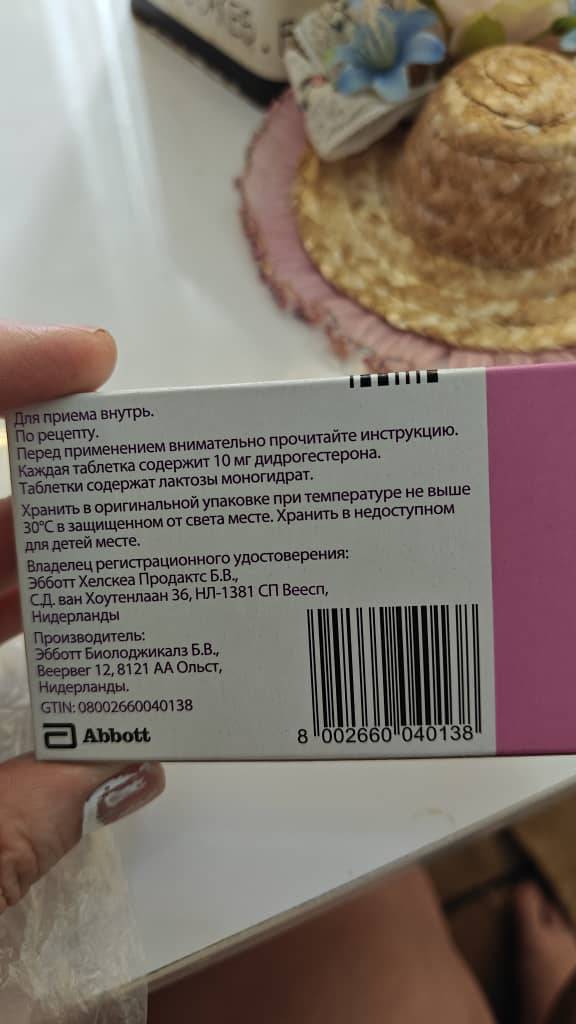 Для приема внутрь.
По рецепту.
Перед применением внимательно прочитайте инструкцию.
Каждая таблетка содержит 10 мг дидрогестерона.
Таблетки содержат лактозы моногидрат.
Хранить в оригинальной упаковке при температуре не выше
30°C в защищенном от света месте. Хранить в недоступном
для детей месте.
Владелец регистрационного удостоверения:
Эбботт Хелскеа Продактс Б.В.,
С.Д. ван Хоутенлаан 36, НЛ-1381 СП Веесп,
Нидерланды
Производитель:
Эбботт Биолоджикалз Б.В.,
Веервег 12, 8121 АА Ольст,
Нидерланды.
GTIN: 08002660040138
Abbott
8 002660 040138